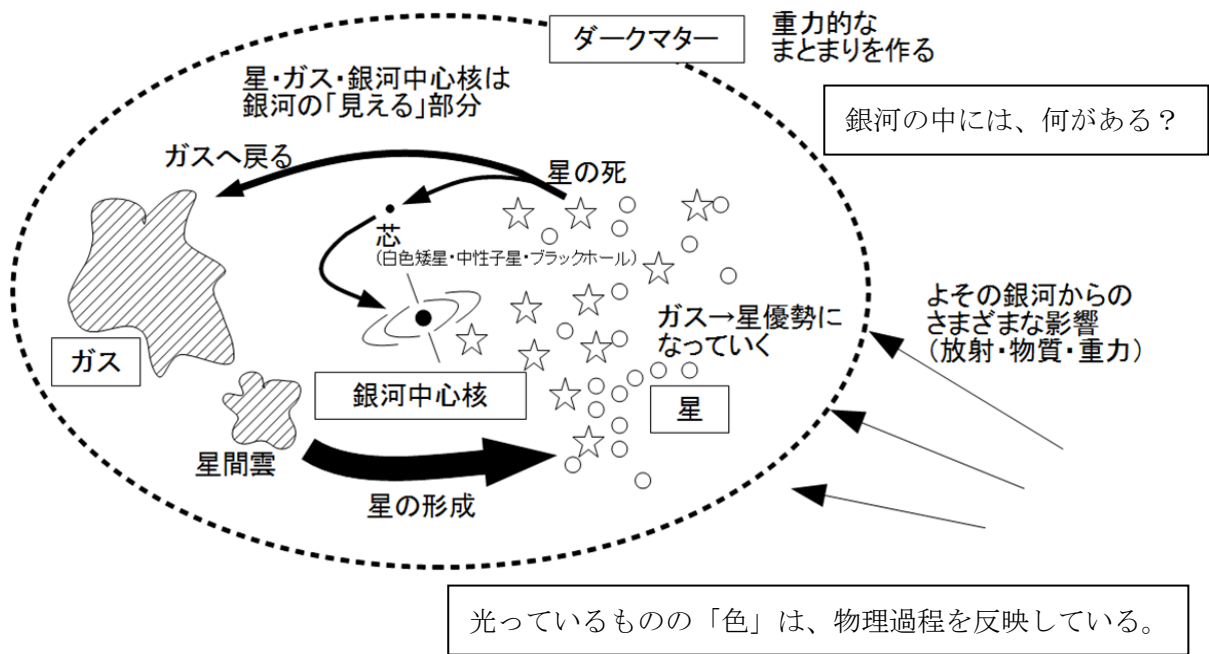 ダークマター
重力的な
まとまりを作る
星・ガス・銀河中心核は
銀河の「見える」部分
銀河の中には、何がある？
ガスへ戻る
星の死
芯
（白色矮星・中性子星・ブラックホール）
よその銀河からの
さまざまな影響
（放射・物質・重力）
ガス→星優勢に
なっていく
ガス
銀河中心核
星
星間雲
星の形成
光っているものの「色」は、物理過程を反映している。